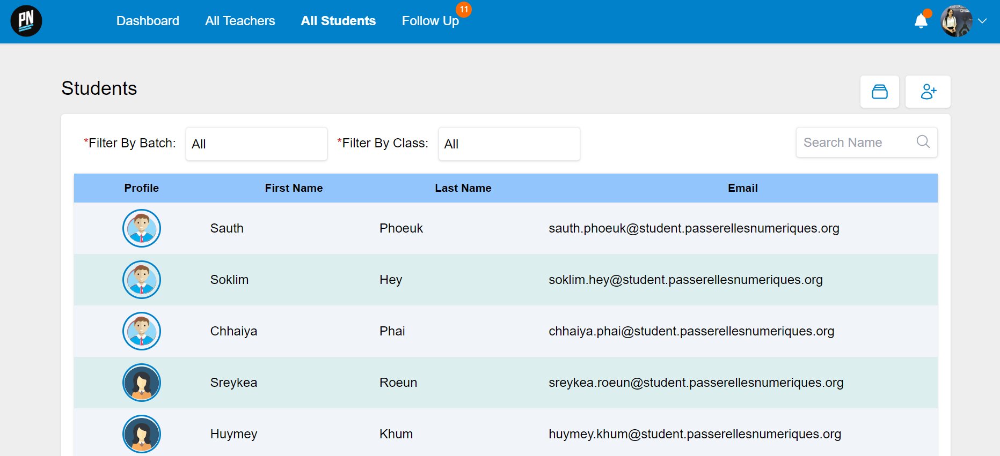 PN
Dashboard All Teachers All Students Follow Up 11
Students
*Filter By Batch: All *Filter By Class: All Search Name
Profile First Name Last Name Email
Sauth Phoeuk sauth.phoeuk@student.passerellesnumeriques.org
Soklim Hey soklim.hey@student.passerellesnumeriques.org
Chhaiya Phai chhaiya.phai@student.passerellesnumeriques.org
Sreykea Roeun sreykea.roeun@student.passerellesnumeriques.org
Huymey Khum huymey.khum@student.passerellesnumeriques.org